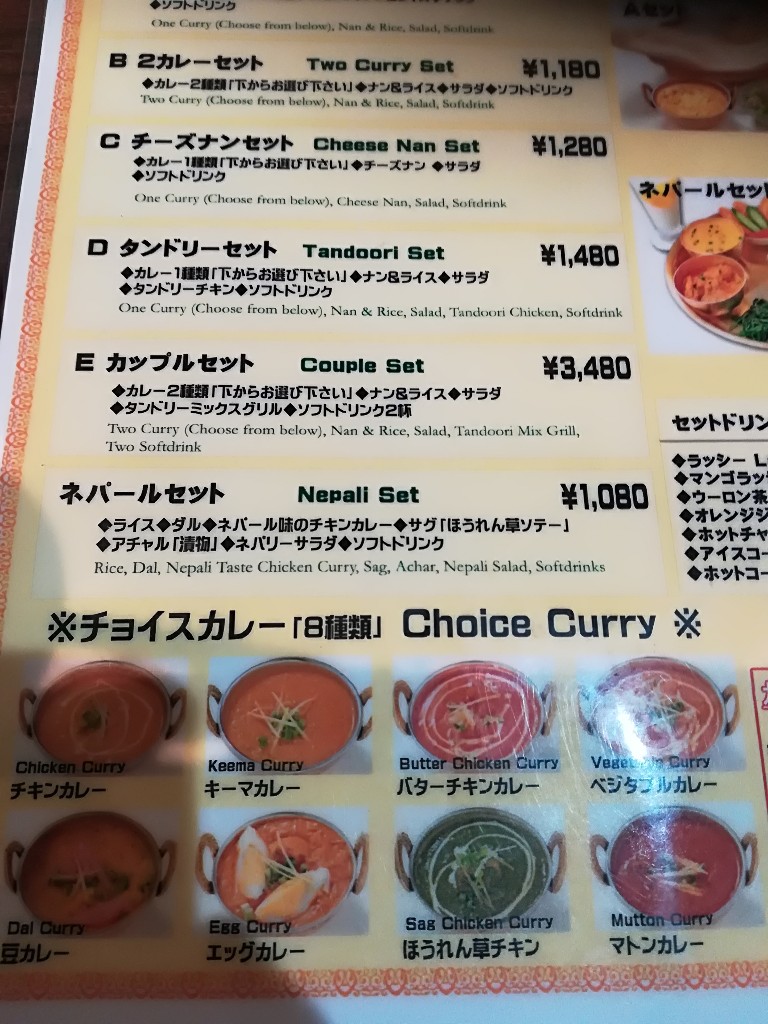 ◆ソフトドリンク
One Curry (Choose from below), Nan & Rice, Salad, Softdrink
Aセット
B 2カレーセット Two Curry Set ¥1,180
◆カレー2種類｢下からお選び下さい｣◆ナン&ライス◆サラダ◆ソフトドリンク
Two Curry (Choose from below), Nan & Rice, Salad, Softdrink
C チーズナンセット Cheese Nan Set ¥1,280
◆カレー1種類｢下からお選び下さい｣◆チーズナン ◆サラダ
◆ソフトドリンク
One Curry (Choose from below), Cheese Nan, Salad, Softdrink
ネパールセッ
D タンドリーセット Tandoori Set ¥1,480
◆カレー1種類｢下からお選び下さい｣◆ナン&ライス◆サラダ
◆タンドリーチキン◆ソフトドリンク
One Curry (Choose from below), Nan & Rice, Salad, Tandoori Chicken, Softdrink
E カップルセット Couple Set ¥3,480
◆カレー2種類｢下からお選び下さい｣◆ナン&ライス◆サラダ
◆タンドリーミックスグリル◆ソフトドリンク2杯
Two Curry (Choose from below), Nan & Rice, Salad, Tandoori Mix Grill,
Two Softdrink
ネパールセット Nepali Set ¥1,080
◆ライス◆ダル◆ネパール味のチキンカレー◆サグ｢ほうれん草ソテー｣
◆アチャル｢漬物｣◆ネパリーサラダ◆ソフトドリンク
Rice, Dal, Nepali Taste Chicken Curry, Sag, Achar, Nepali Salad, Softdrinks
セットドリン
◆ラッシー L
◆マンゴラッ
◆ウーロン茶
◆オレンジジ
◆ホットチャ
◆アイスコー
◆ホットコー
※チョイスカレー｢8種類｣ Choice Curry ※
Chicken Curry
チキンカレー
Keema Curry
キーマカレー
Butter Chicken Curry
バターチキンカレー
Vegetable Curry
ベジタブルカレー
Dal Curry
豆カレー
Egg Curry
エッグカレー
Sag Chicken Curry
ほうれん草チキン
Mutton Curry
マトンカレー